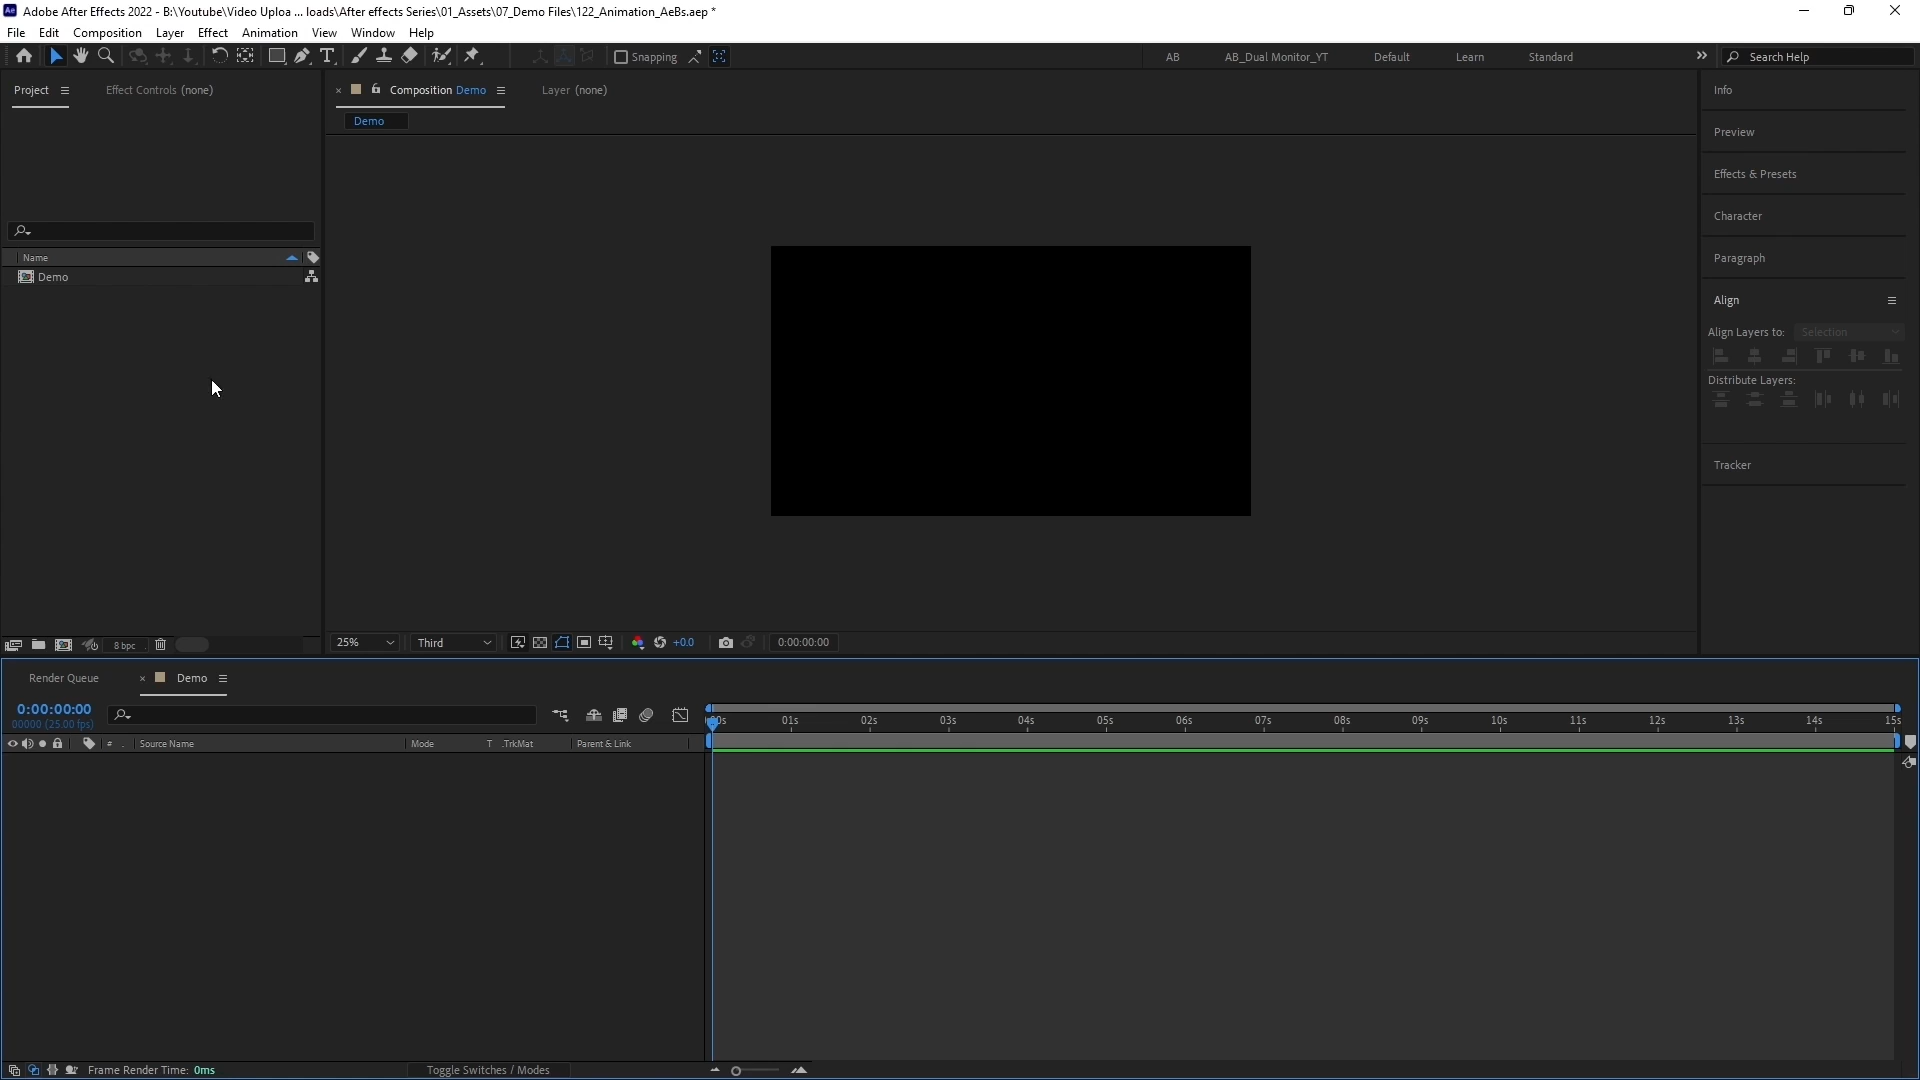 Adobe After Effects 2022 - B:\Youtube\Video Uploa ... loads\After effects Series\01_Assets\07_Demo Files\122_Animation_AeBs.aep *
File Edit Composition Layer Effect Animation View Window Help
Snapping AB AB_Dual Monitor_YT Default Learn Standard Search Help
Project Effect Controls (none) Composition Demo Layer (none) Info
Demo
Preview
Effects & Presets
Character
Name
Paragraph
Demo
Align
Align Layers to: Selection
Distribute Layers:
Tracker
8 bpc 25% Third +0.0 0:00:00:00
Render Queue Demo
0:00:00:00
00000 (25.00 fps)
01s 02s 03s 04s 05s 06s 07s 08s 09s 10s 11s 12s 13s 14s 15s
# Source Name Mode T .TrkMat Parent & Link
Frame Render Time: 0ms Toggle Switches / Modes